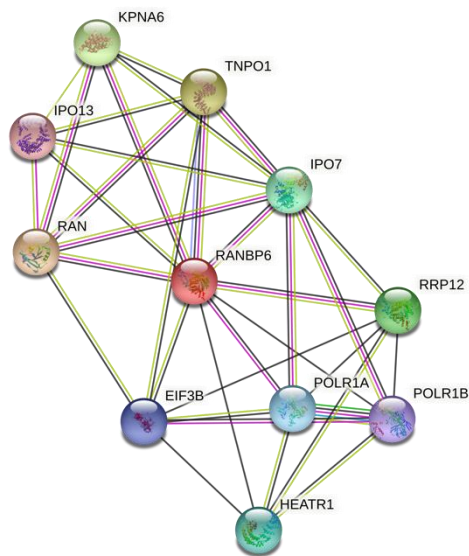 KPNA6
TNPO1
IPO13
IPO7
RAN
RANBP6
RRP12
POLR1A
POLR1B
EIF3B
HEATR1